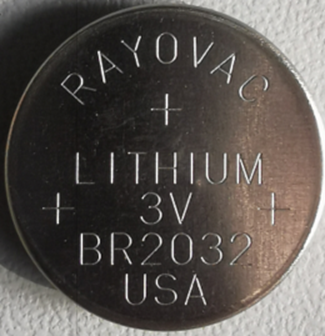 RAYOVAC
+
LITHIUM
+ 3V +
BR2032
USA